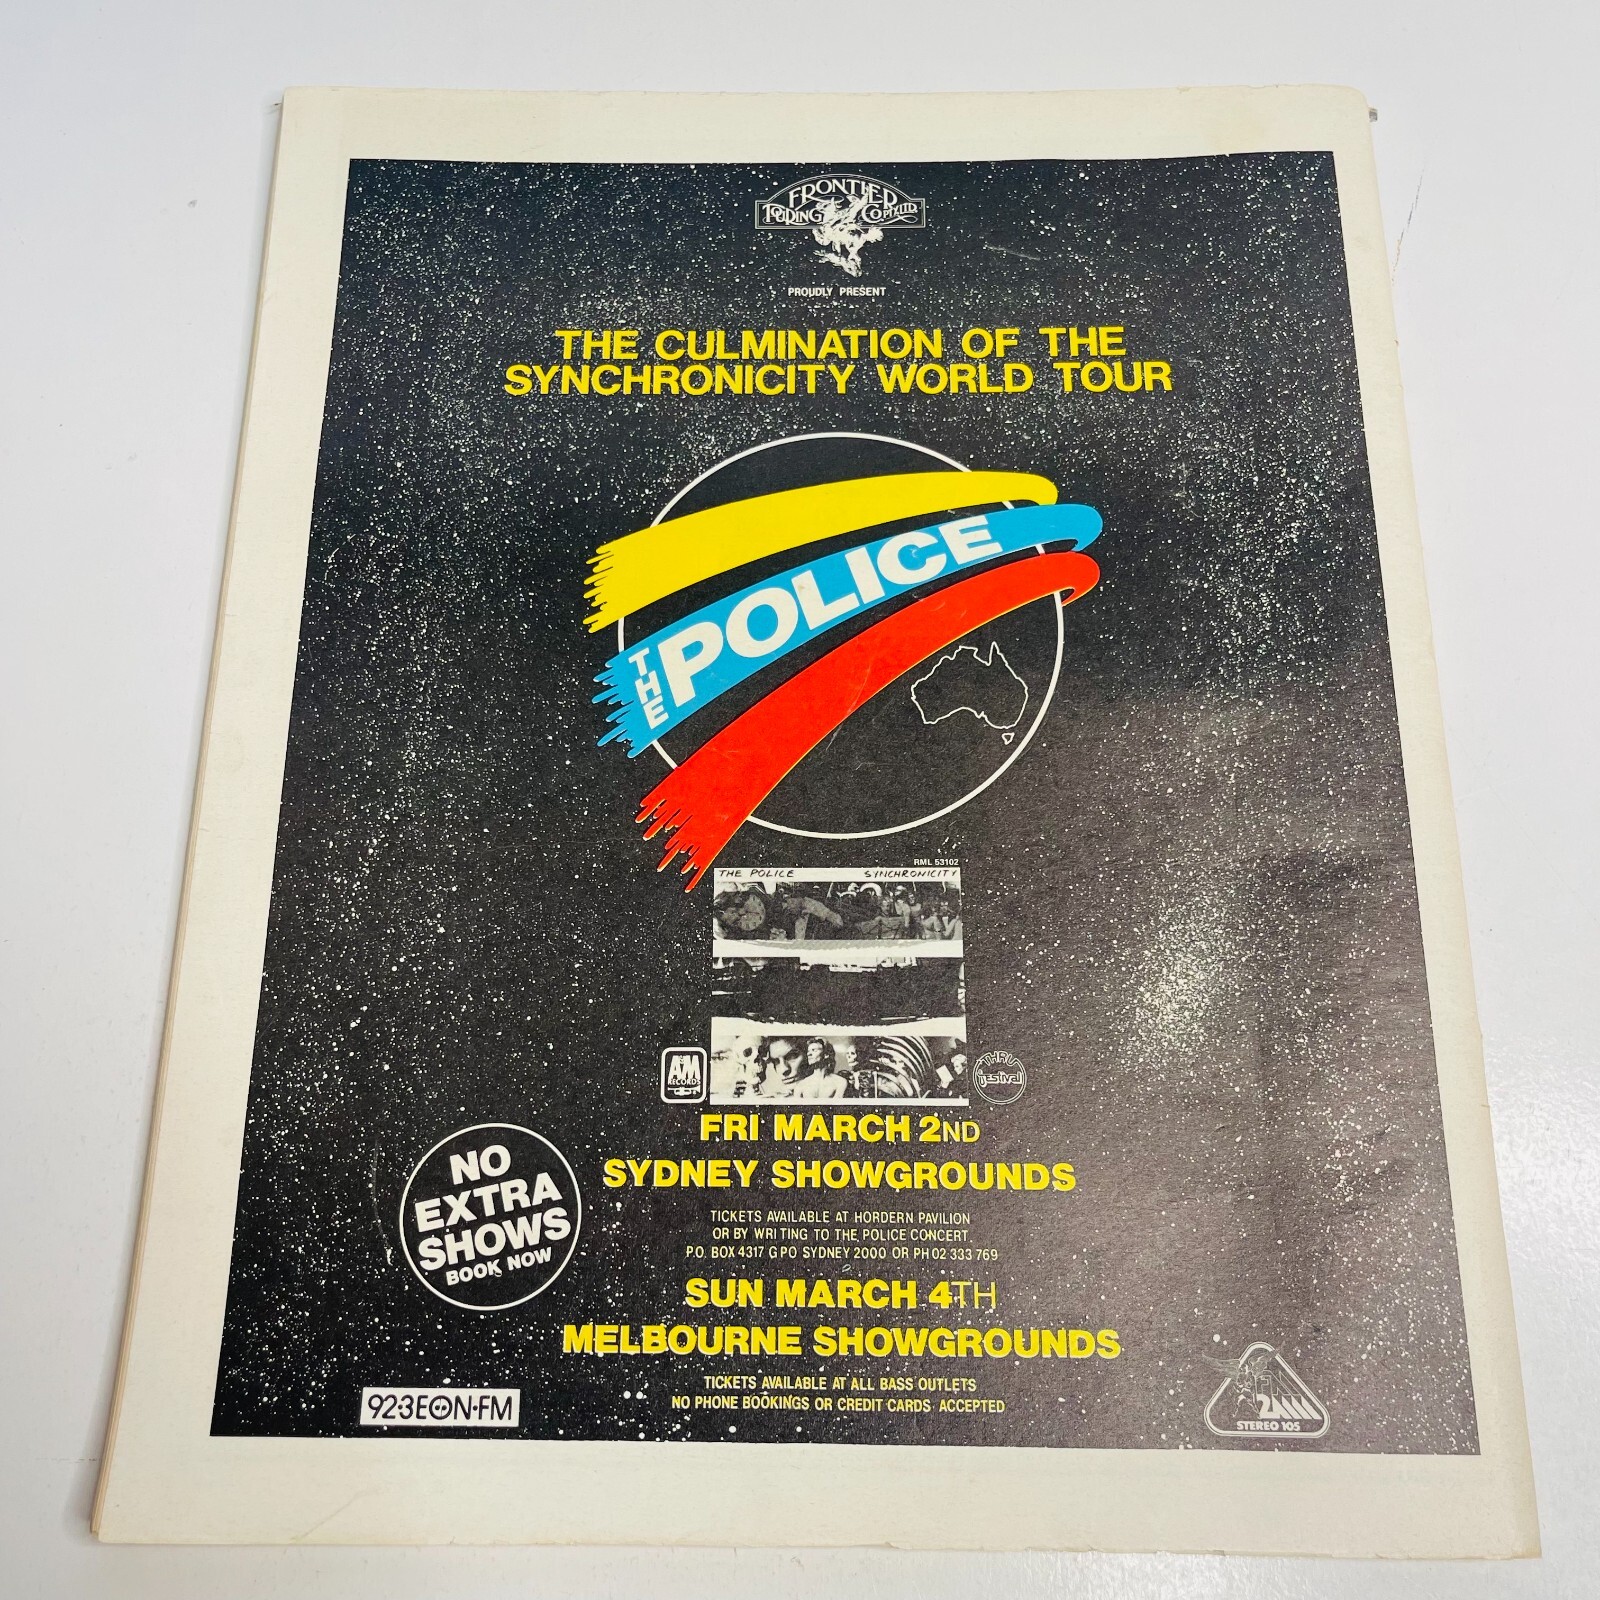 FRONTIER
TOURING CO PTY. LTD.
PROUDLY PRESENT
THE CULMINATION OF THE
SYNCHRONICITY WORLD TOUR
THE POLICE
RML 53102
THE POLICE SYNCHRONICITY
A&M
RECORDS
THRU
FESTIVAL
FRI MARCH 2ND
SYDNEY SHOWGROUNDS
TICKETS AVAILABLE AT HORDERN PAVILION
OR BY WRITING TO THE POLICE CONCERT,
P.O. BOX 4317 GPO SYDNEY 2000 OR PH 02 333 769
NO
EXTRA
SHOWS
BOOK NOW
SUN MARCH 4TH
MELBOURNE SHOWGROUNDS
TICKETS AVAILABLE AT ALL BASS OUTLETS
NO PHONE BOOKINGS OR CREDIT CARDS ACCEPTED
92·3EON·FM
2MMM
STEREO 105